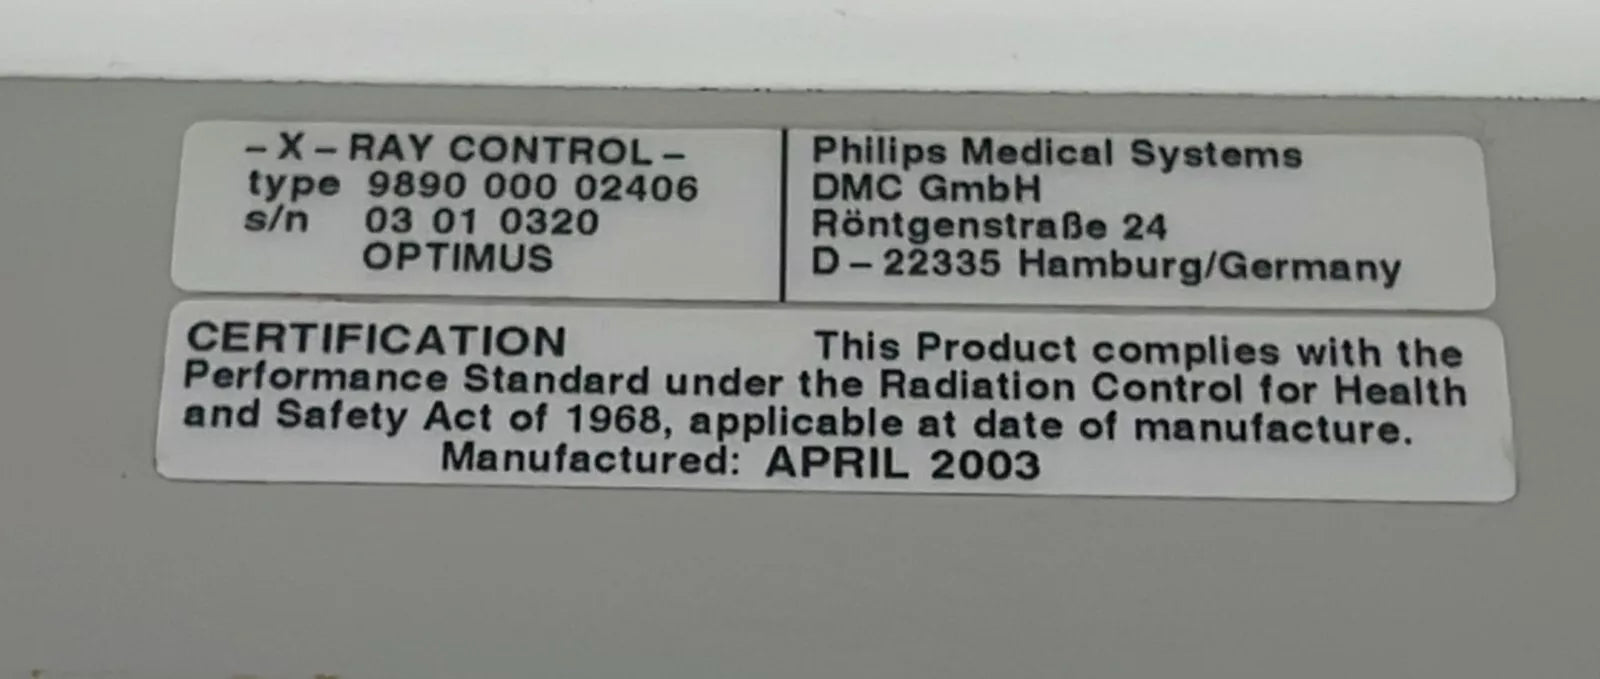 -X-RAY CONTROL-
type 9890 000 02406
s/n 03 01 0320
OPTIMUS
Philips Medical Systems
DMC GmbH
Röntgenstraße 24
D-22335 Hamburg/Germany
CERTIFICATION This Product complies with the
Performance Standard under the Radiation Control for Health
and Safety Act of 1968, applicable at date of manufacture.
Manufactured: APRIL 2003